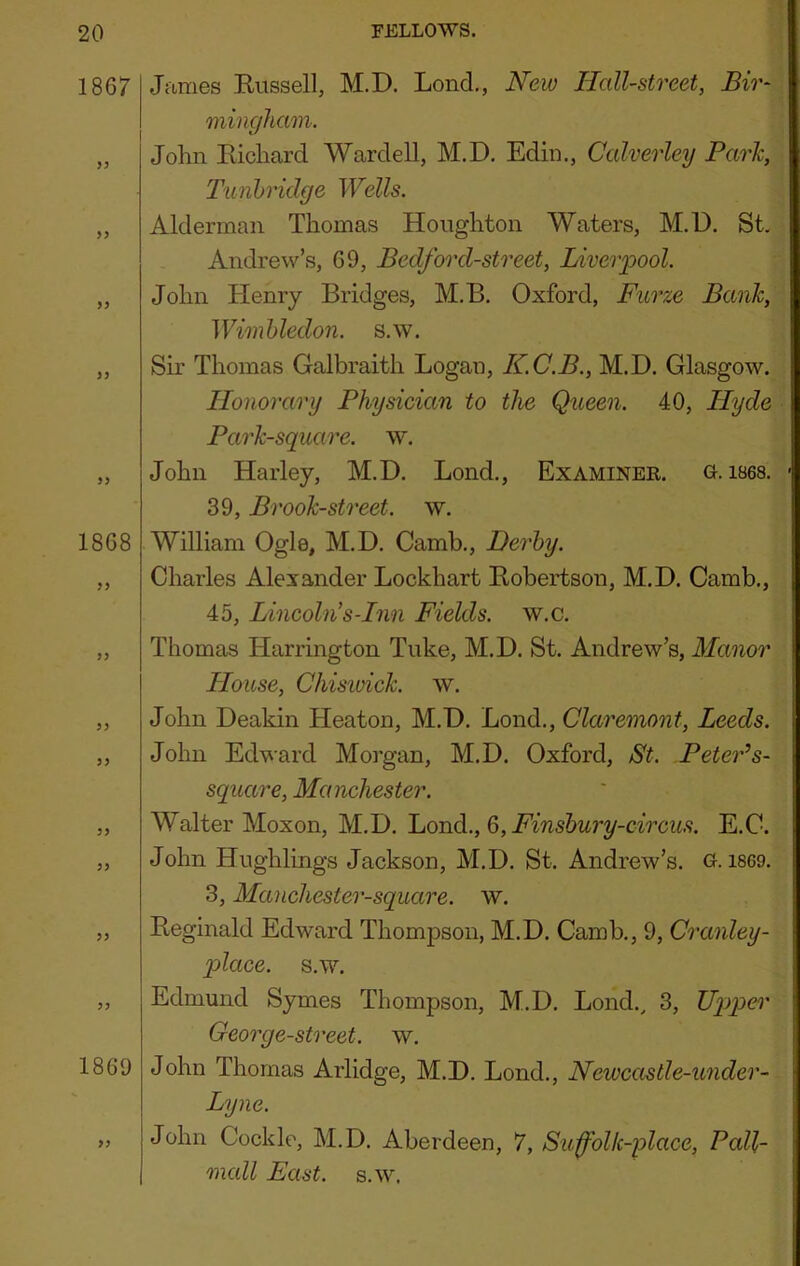 20 FELLOWS.
1867 James Russell, M.D. Lond., New Hall-street, Bir-
mingham.
„ John Richard Wardell, M.D. Edin., Calverley Park,
Tunbridge Wells.
„ Alderman Thomas Houghton Waters, M.D. St.
Andrew's, 69, Bedford-street, Liverpool.
„ John Henry Bridges, M.B. Oxford, Furze Bank,
Wimbledon. s.w.
„ Sir Thomas Galbraith Logan, K.C.B., M.D. Glasgow.
Honorary Physician to the Queen. 40, Hyde
Park-square. w.
„ John Harley, M.D. Lond., EXAMINER. G. 1868.
39, Brook-street. w.
1868 William Ogle, M.D. Camb., Derby.
„ Charles Alexander Lockhart Robertson, M.D. Camb.,
45, Lincoln's-Inn Fields. w.c.
„ Thomas Harrington Tuke, M.D. St. Andrew's, Manor
House, Chiswick. w.
„ John Deakin Heaton, M.D. Lond., Claremont, Leeds.
„ John Edward Morgan, M.D. Oxford, St. Peter's-
square, Manchester.
„ Walter Moxon, M.D. Lond., 6, Finsbury-circus. E.C.
„ John Hughlings Jackson, M.D. St. Andrew's. G. 1869.
3, Manchester-square. w.
„ Reginald Edward Thompson, M.D. Camb., 9, Cranley-
place. s.w.
„ Edmund Symes Thompson, M.D. Lond., 3, Upper
George-street. w.
1869 John Thomas Arlidge, M.D. Lond., Newcastle-under-
Lyne.
„ John Cockle, M.D. Aberdeen, 7, Suffolk-place, Pall-
mall East. s.w.